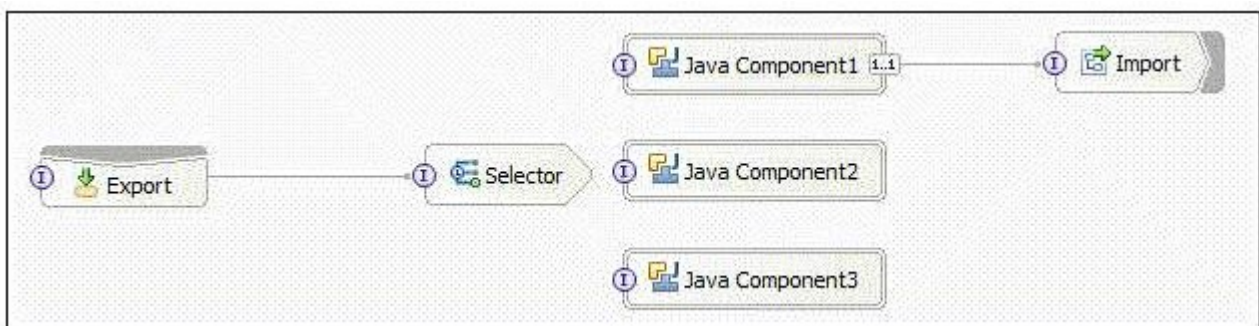 I Java Component1 1..1 I Import
I Export I Selector I Java Component2
I Java Component3